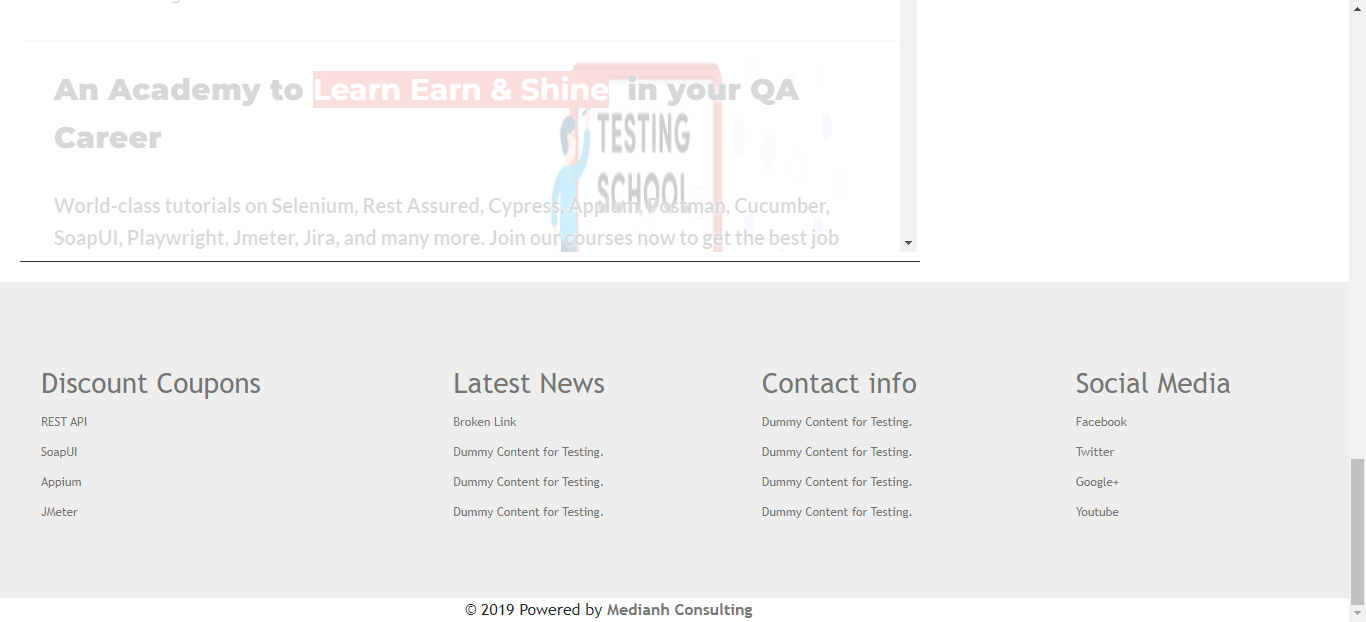 An Academy to Learn Earn & Shine in your QA
Career
TESTING
SCHOOL
World-class tutorials on Selenium, Rest Assured, Cypress, Appium, Postman, Cucumber,
SoapUI, Playwright, Jmeter, Jira, and many more. Join our courses now to get the best job
Discount Coupons
REST API
SoapUI
Appium
JMeter
Latest News
Broken Link
Dummy Content for Testing.
Dummy Content for Testing.
Dummy Content for Testing.
Contact info
Dummy Content for Testing.
Dummy Content for Testing.
Dummy Content for Testing.
Dummy Content for Testing.
Social Media
Facebook
Twitter
Google+
Youtube
© 2019 Powered by Medianh Consulting